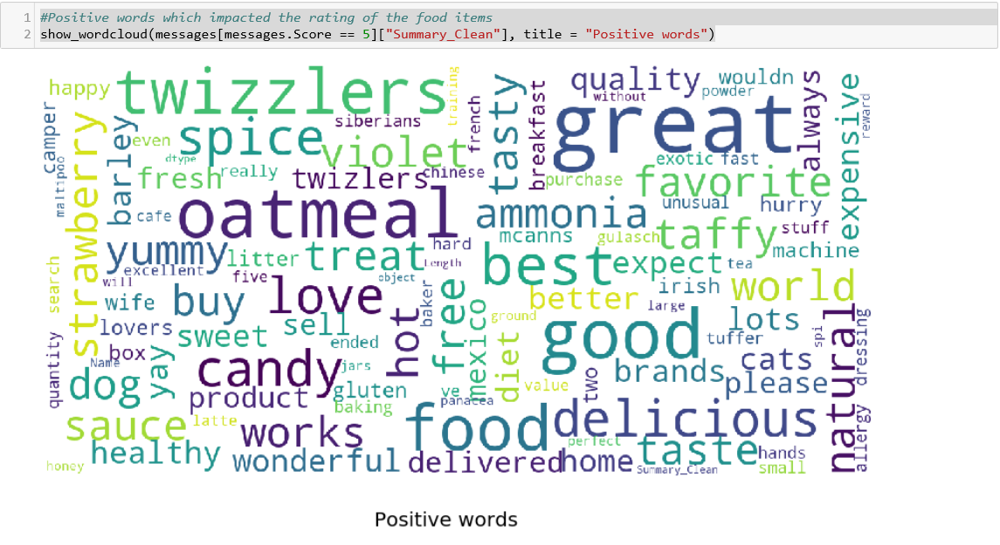 1 #Positive words which impacted the rating of the food items
2 show_wordcloud(messages[messages.Score == 5]["Summary_Clean"], title = "Positive words")
happy
twizzlers
training
tasty
breakfast
quality
wouldn
without
powder
always
expensive
reward
camper
strawberry
barley
even
spice
siberians
french
great
dtype
violet
exotic
fast
maltipoo
fresh
really
twizlers
chinese
purchase
favorite
cafe
oatmeal
ammonia
unusual
hurry
mcanns
gulasch
taffy
stuff
yummy
litter
treat
hard
Length
best
expect
tea
machine
search
excellent
will
five
object
irish
world
wife
buy
love
baker
free
better
large
lovers
sweet
sell
hot
mexico
ground
good
lots
tuffer
spi
natural
dressing
quantity
box
Name
yay
candy
ended
jars
diet
cats
dog
product
gluten
ve
value
two
brands
please
baking
panacea
sauce
latte
works
food
delicious
allergy
healthy
wonderful
delivered
home
perfect
taste
hands
honey
Summary_Clean
small
Positive words